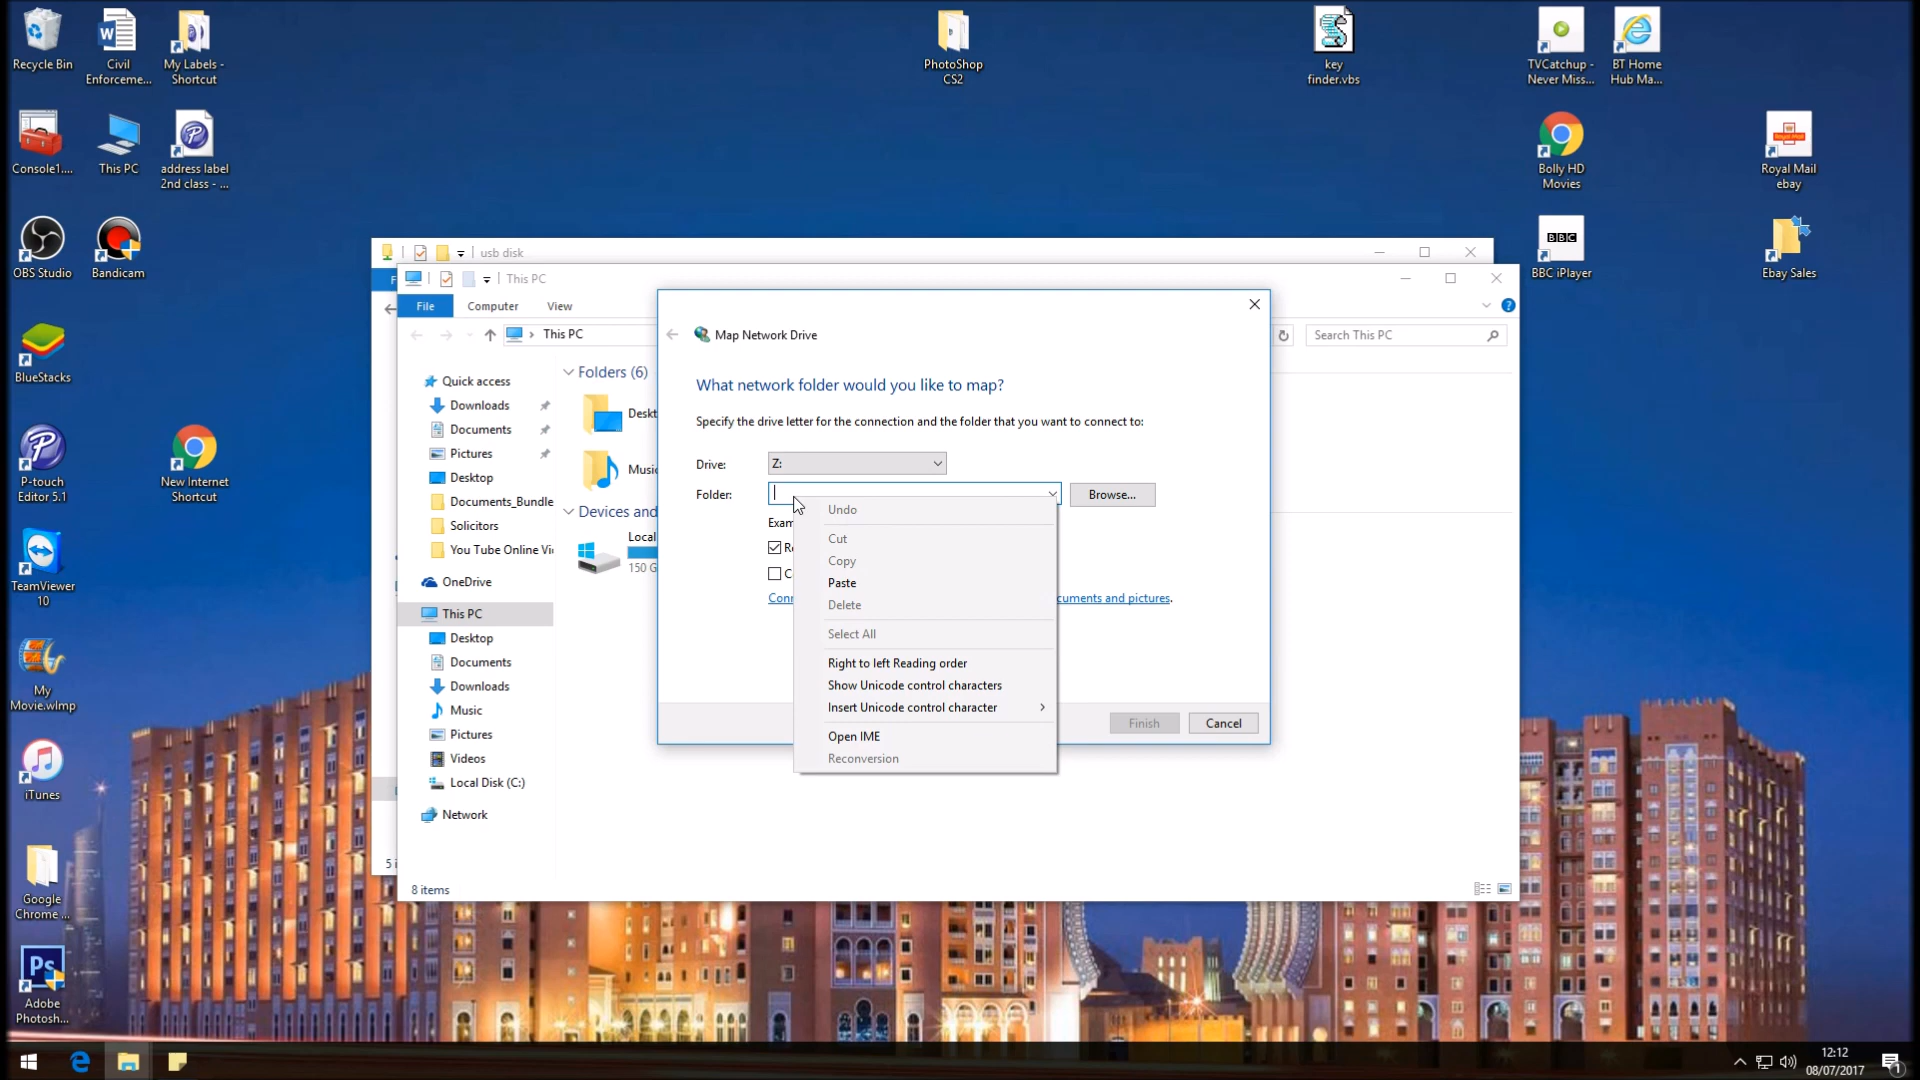 Recycle Bin
Civil
Enforceme...
My Labels -
Shortcut
PhotoShop
CS2
key
finder.vbs
TVCatchup -
Never Miss...
BT Home
Hub Ma...
Console1....
This PC
address label
2nd class - ...
Bolly HD
Movies
Royal Mail
ebay
OBS Studio
Bandicam
BBC
BBC iPlayer
Ebay Sales
BlueStacks
P-touch
Editor 5.1
New Internet
Shortcut
TeamViewer
10
My
Movie.wlmp
iTunes
Google
Chrome ...
Ps
Adobe
Photosh...
usb disk
This PC
File
Computer
View
This PC
Search This PC
Quick access
Downloads
Documents
Pictures
Desktop
Documents_Bundle
Solicitors
You Tube Online Vi
OneDrive
This PC
Desktop
Documents
Downloads
Music
Pictures
Videos
Local Disk (C:)
Network
5 i
8 items
Folders (6)
Deskt
Music
Devices and
Local
150 G
Map Network Drive
What network folder would you like to map?
Specify the drive letter for the connection and the folder that you want to connect to:
Drive:
Z:
Folder:
Browse...
Exam
Re
C
Conn
cuments and pictures.
Undo
Cut
Copy
Paste
Delete
Select All
Right to left Reading order
Show Unicode control characters
Insert Unicode control character
Open IME
Reconversion
Finish
Cancel
12:12
08/07/2017
1